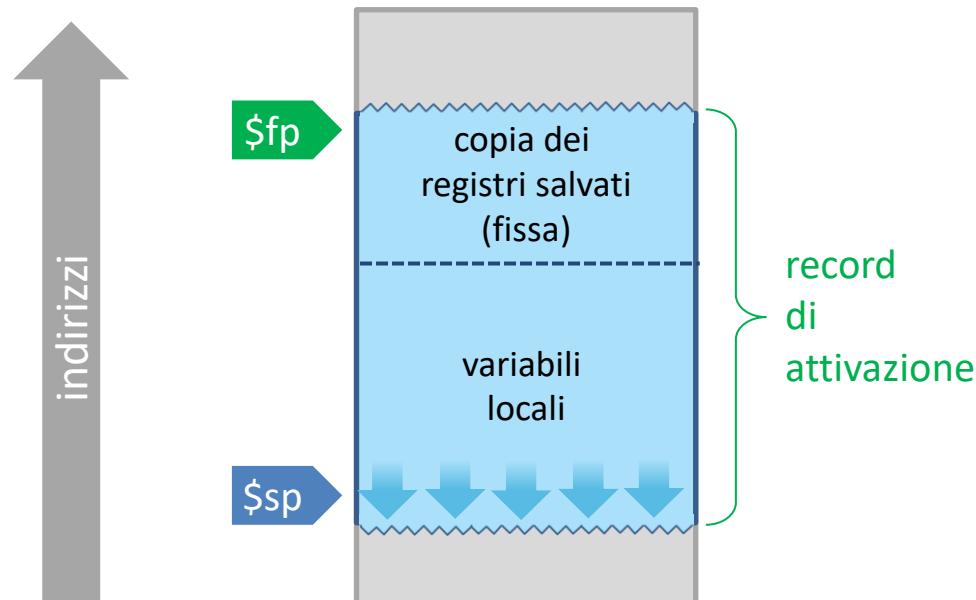 $fp
copia dei
registri salvati
(fissa)
indirizzi
record
di
attivazione
variabili
locali
$sp